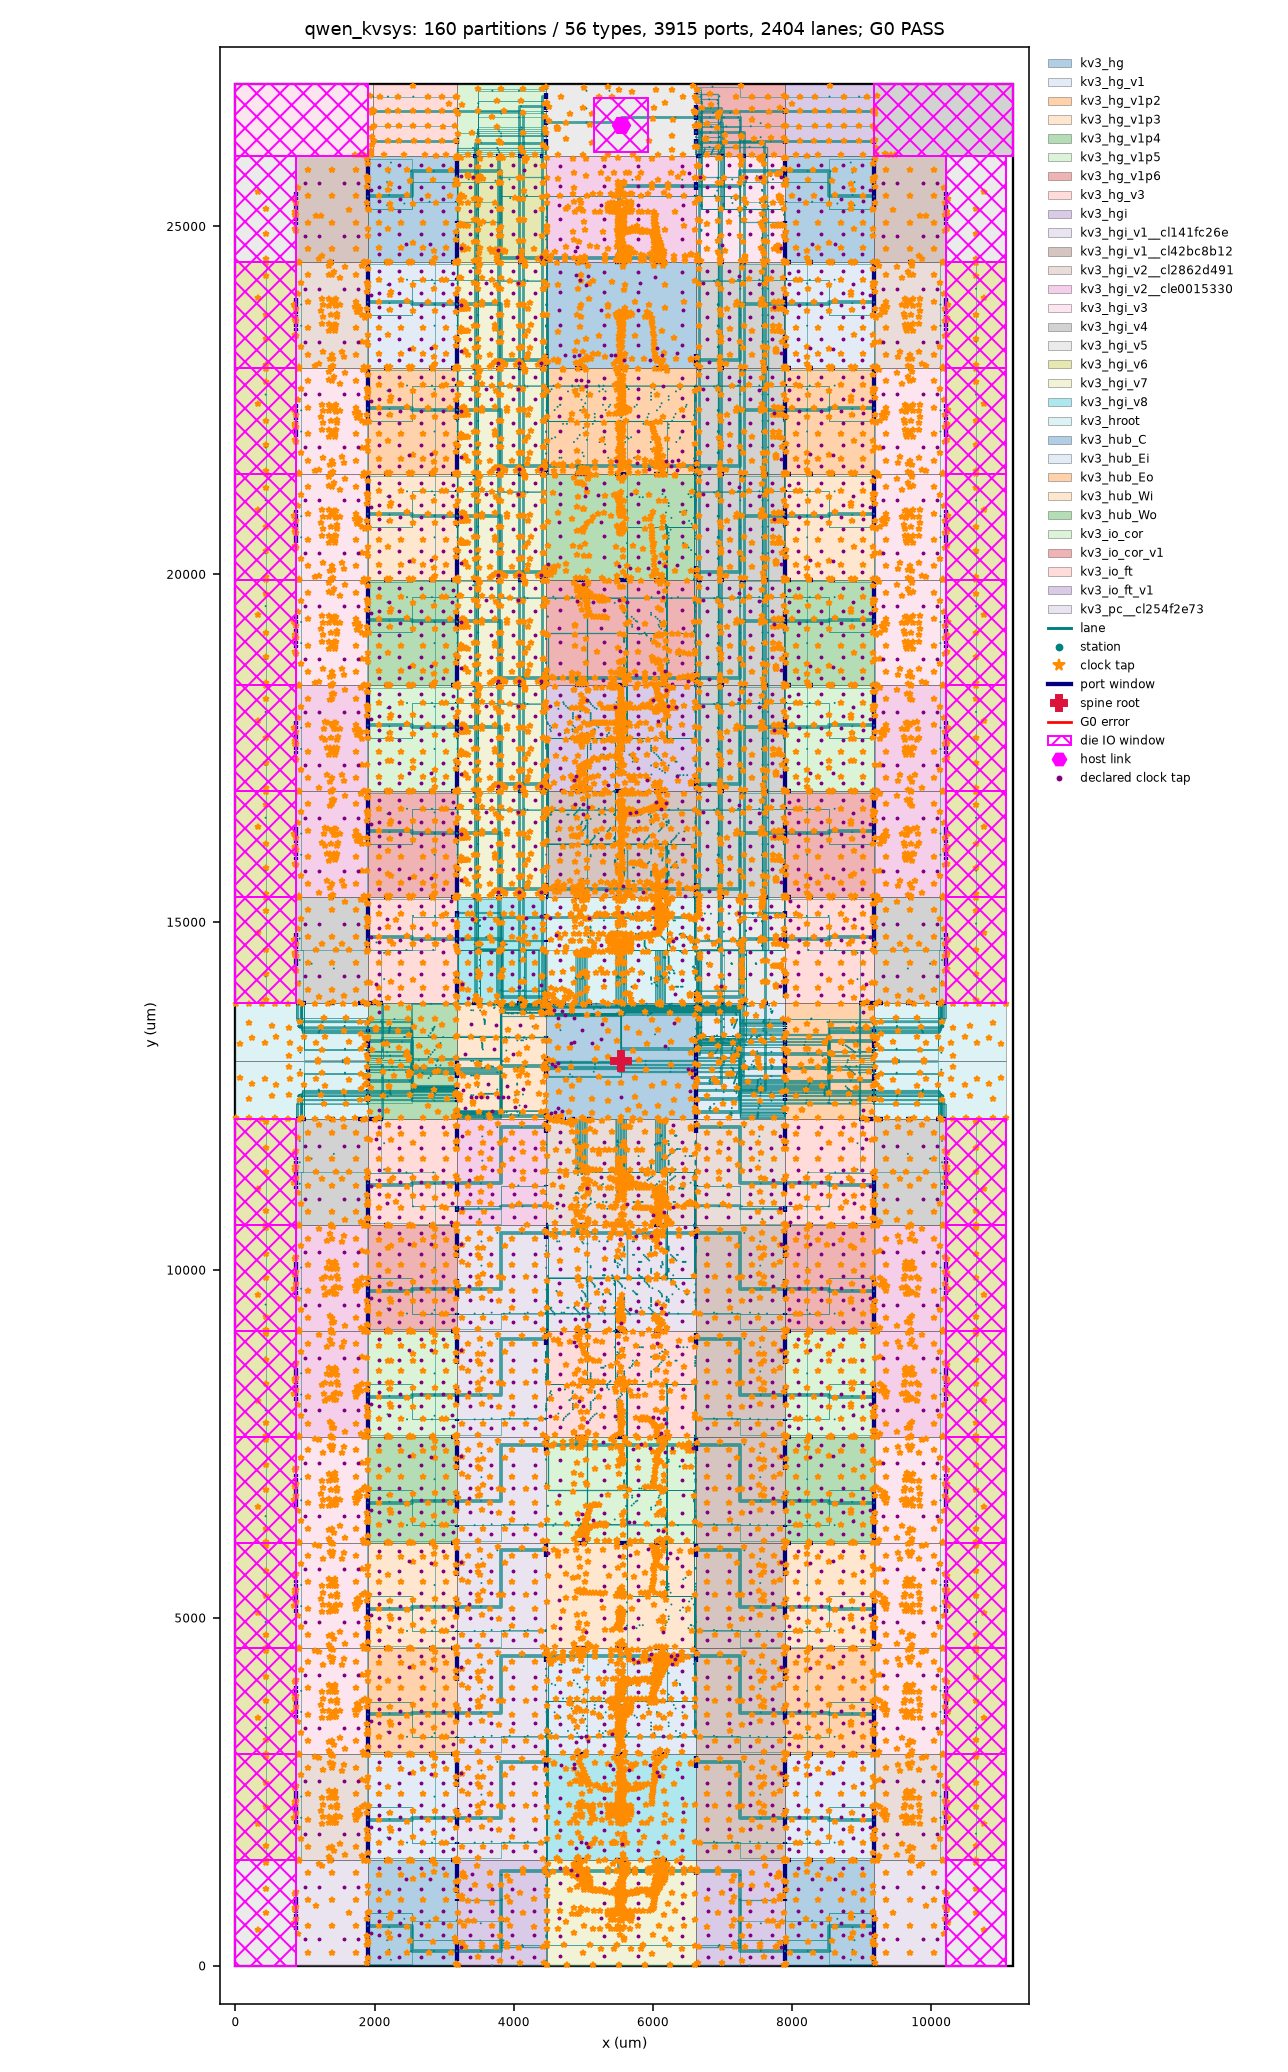 qwen_kvsys: 160 partitions / 56 types, 3915 ports, 2404 lanes; G0 PASS
kv3_hg
kv3_hg_v1
kv3_hg_v1p2
kv3_hg_v1p3
kv3_hg_v1p4
kv3_hg_v1p5
kv3_hg_v1p6
kv3_hg_v3
kv3_hgi
kv3_hgi_v1__cl141fc26e
kv3_hgi_v1__cl42bc8b12
kv3_hgi_v2__cl2862d491
kv3_hgi_v2__cle0015330
kv3_hgi_v3
kv3_hgi_v4
kv3_hgi_v5
kv3_hgi_v6
kv3_hgi_v7
kv3_hgi_v8
kv3_hroot
kv3_hub_C
kv3_hub_Ei
kv3_hub_Eo
kv3_hub_Wi
kv3_hub_Wo
kv3_io_cor
kv3_io_cor_v1
kv3_io_ft
kv3_io_ft_v1
kv3_pc__cl254f2e73
lane
station
clock tap
port window
spine root
G0 error
die IO window
host link
declared clock tap
25000
20000
15000
10000
5000
0
y (um)
0 2000 4000 6000 8000 10000
x (um)